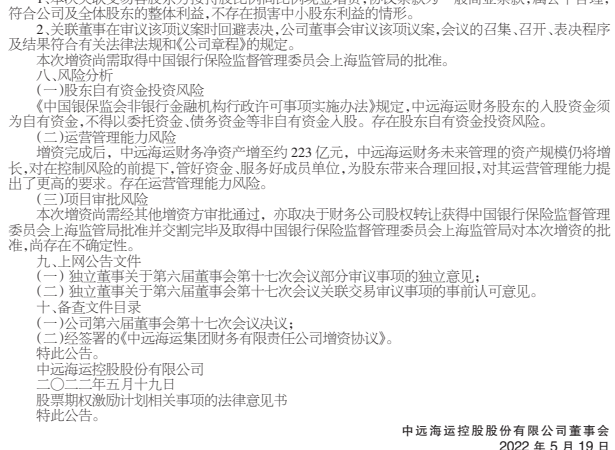 符合公司及全体股东的整体利益,不存在损害中小股东利益的情形。
2、关联董事在审议该项议案时回避表决,公司董事会审议该项议案,会议的召集、召开、表决程序
及结果符合有关法律法规和《公司章程》的规定。
本次增资尚需取得中国银行保险监督管理委员会上海监管局的批准。
八、风险分析
(一)股东自有资金投资风险
《中国银保监会非银行金融机构行政许可事项实施办法》规定,中远海运财务股东的入股资金须
为自有资金,不得以委托资金、债务资金等非自有资金入股。存在股东自有资金投资风险。
(二)运营管理能力风险
增资完成后, 中远海运财务净资产增至约 223 亿元, 中远海运财务未来管理的资产规模仍将增
长,对在控制风险的前提下,管好资金、服务好成员单位,为股东带来合理回报,对其运营管理能力提
出了更高的要求。存在运营管理能力风险。
(三)项目审批风险
本次增资尚需经其他增资方审批通过, 亦取决于财务公司股权转让获得中国银行保险监督管理
委员会上海监管局批准并交割完毕及取得中国银行保险监督管理委员会上海监管局对本次增资的批
准,尚存在不确定性。
九、上网公告文件
(一) 独立董事关于第六届董事会第十七次会议部分审议事项的独立意见;
(二) 独立董事关于第六届董事会第十七次会议关联交易审议事项的事前认可意见。
十、备查文件目录
(一)公司第六届董事会第十七次会议决议;
(二)经签署的《中远海运集团财务有限责任公司增资协议》。
特此公告。
中远海运控股股份有限公司
二〇二二年五月十九日
股票期权激励计划相关事项的法律意见书
特此公告。
中远海运控股股份有限公司董事会
2022 年 5 月 19 日